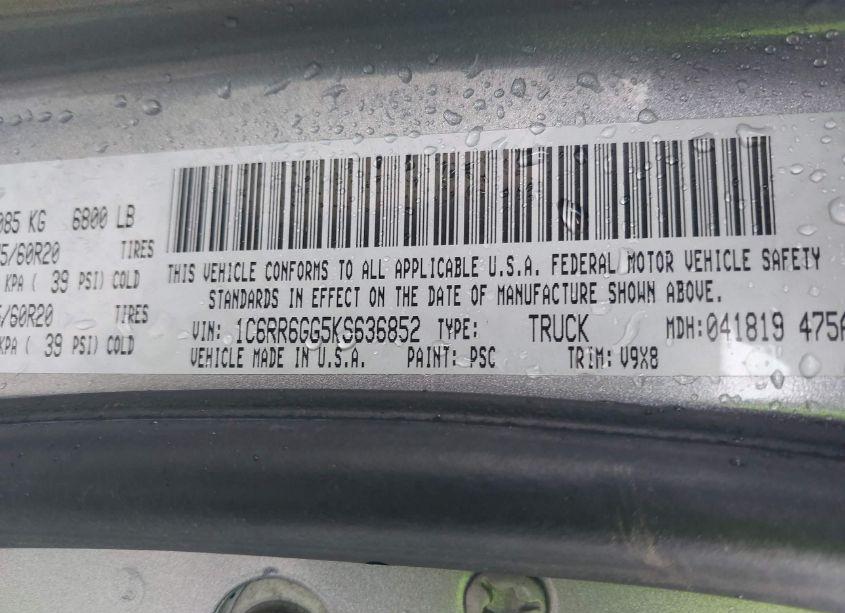 085 KG 6800 LB
5/60R20 TIRES
KPA ( 39 PSI) COLD
/60R20 TIRES
KPA ( 39 PSI) COLD
THIS VEHICLE CONFORMS TO ALL APPLICABLE U.S.A. FEDERAL MOTOR VEHICLE SAFETY
STANDARDS IN EFFECT ON THE DATE OF MANUFACTURE SHOWN ABOVE.
VIN: 1C6RR6GG5KS636852 TYPE: TRUCK MDH:041819 475A
VEHICLE MADE IN U.S.A. PAINT: PSC TRIM: V9X8